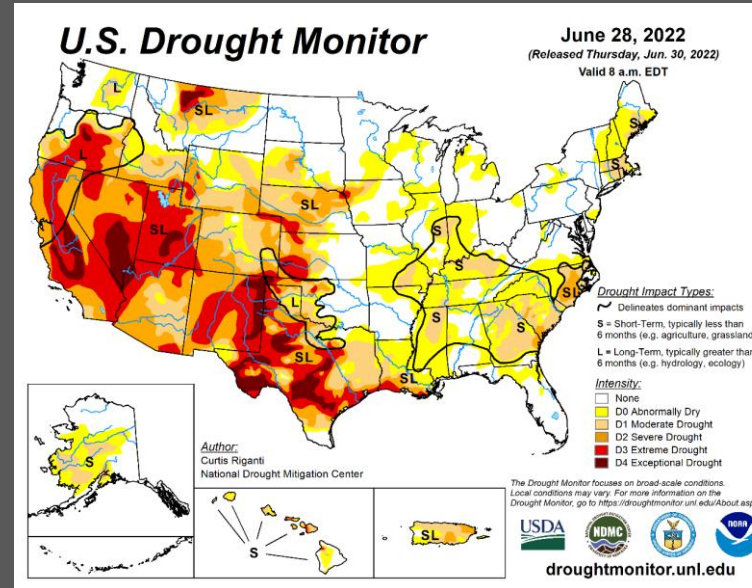 U.S. Drought Monitor
June 28, 2022
(Released Thursday, Jun. 30, 2022)
Valid 8 a.m. EDT
L
SL
S
L
S
SL
SL
S
S
SL
L
S
S
SL
SL
Drought Impact Types:
Delineates dominant impacts
S = Short-Term, typically less than
6 months (e.g. agriculture, grassland
L = Long-Term, typically greater than
6 months (e.g. hydrology, ecology)
Intensity:
None
D0 Abnormally Dry
D1 Moderate Drought
D2 Severe Drought
D3 Extreme Drought
D4 Exceptional Drought
S
Author:
Curtis Riganti
National Drought Mitigation Center
S
SL
The Drought Monitor focuses on broad-scale conditions.
Local conditions may vary. For more information on the
Drought Monitor, go to https://droughtmonitor.unl.edu/About.asp
USDA
NDMC
NOAA
droughtmonitor.unl.edu